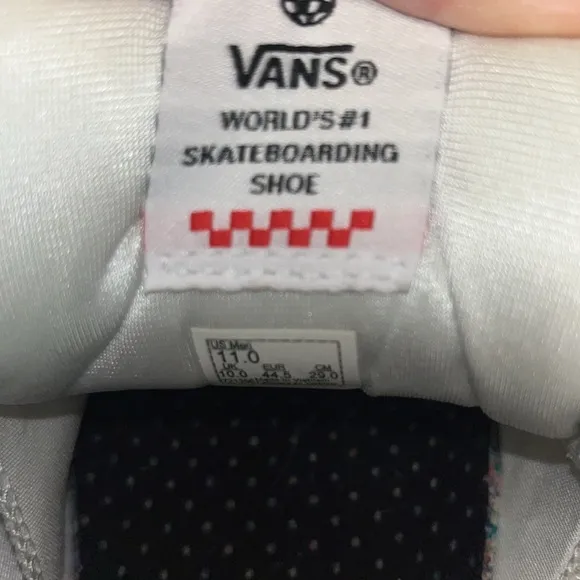 VANS®
WORLD'S #1
SKATEBOARDING
SHOE
US Men
11.0
UK EUR CM
10.0 44.5 29.0